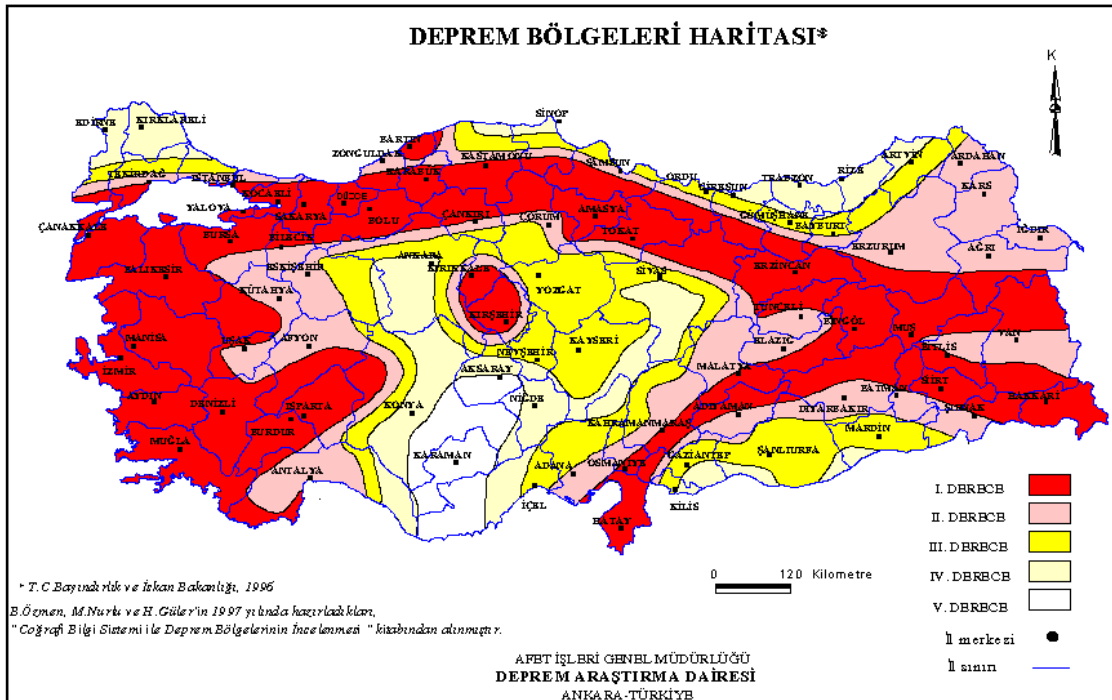 DEPREM BÖLGELERİ HARİTASI*
K
SİNOP
EDİRNE
KIRKLARELİ
BARTIN
ZONGULDAK
KASTAMONU
KARABÜK
SAMSUN
ORDU
GİRESUN
TRABZON
RİZE
ARTVİN
ARDAHAN
TEKİRDAĞ
İSTANBUL
KOCAELİ
YALOVA
SAKARYA
DÜZCE
BOLU
ÇANKIRI
ÇORUM
AMASYA
TOKAT
GÜMÜŞHANE
BAYBURT
KARS
IĞDIR
ÇANAKKALE
BURSA
BİLECİK
ERZURUM
AĞRI
BALIKESİR
ESKİŞEHİR
ANKARA
KIRIKKALE
YOZGAT
SİVAS
ERZİNCAN
KÜTAHYA
KIRŞEHİR
TUNCELİ
BİNGÖL
MUŞ
VAN
MANİSA
UŞAK
AFYON
NEVŞEHİR
KAYSERİ
ELAZIĞ
BİTLİS
İZMİR
AKSARAY
MALATYA
AYDIN
DENİZLİ
ISPARTA
KONYA
NİĞDE
ADIYAMAN
DİYARBAKIR
BATMAN
SİİRT
ŞIRNAK
HAKKARİ
MUĞLA
BURDUR
KAHRAMANMARAŞ
MARDİN
ANTALYA
KARAMAN
ADANA
OSMANİYE
GAZİANTEP
ŞANLIURFA
İÇEL
KİLİS
HATAY
I. DERECE
II. DERECE
III. DERECE
IV. DERECE
V. DERECE
İl merkezi
İl sınırı
0 120 Kilometre
* T.C.Bayındırlık ve İskan Bakanlığı, 1996
B.Özmen, M.Nurlu ve H.Güler'in 1997 yılında hazırladıkları,
"Coğrafi Bilgi Sistemi ile Deprem Bölgelerinin İncelenmesi" kitabından alınmıştır.
AFET İŞLERİ GENEL MÜDÜRLÜĞÜ
DEPREM ARAŞTIRMA DAİRESİ
ANKARA-TÜRKİYE